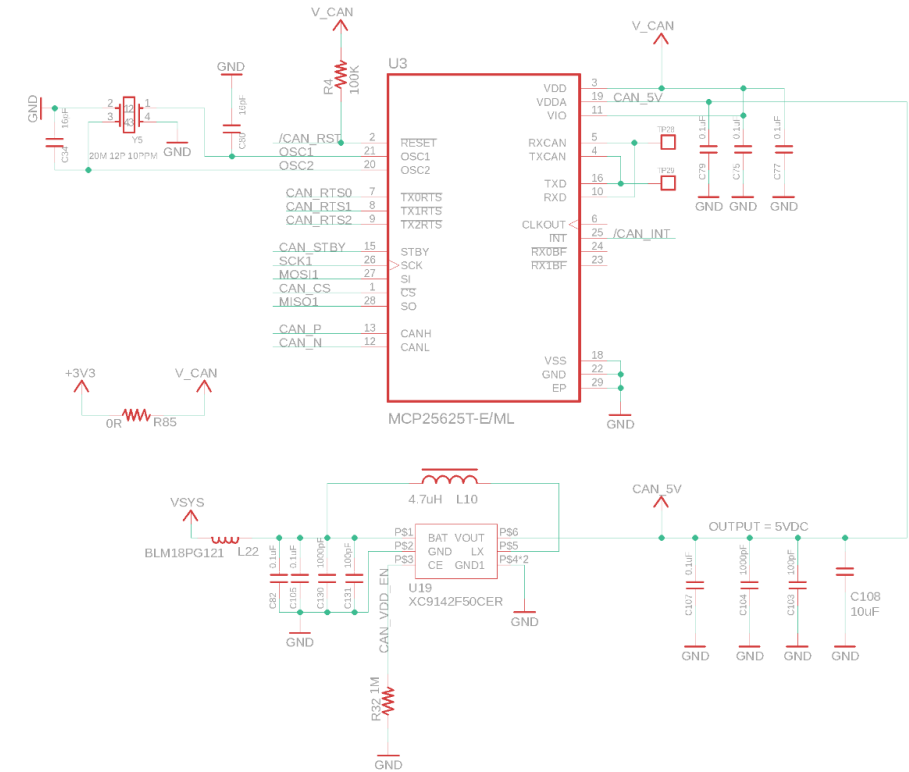 V_CAN
V_CAN
U3
GND
R4
100K
GND
16pF
C34
2
1
3
4
12
43
Y5
20M 12P 10PPM
GND
16pF
C80
/CAN_RST
2
RESET
OSC1
21
OSC1
OSC2
20
OSC2
CAN_RTS0
7
TX0RTS
CAN_RTS1
8
TX1RTS
CAN_RTS2
9
TX2RTS
CAN_STBY
15
STBY
SCK1
26
SCK
MOSI1
27
SI
CAN_CS
1
CS
MISO1
28
SO
CAN_P
13
CANH
CAN_N
12
CANL
VDD
3
VDDA
19
CAN_5V
VIO
11
RXCAN
5
TP28
TXCAN
4
TXD
16
TP29
RXD
10
CLKOUT
6
INT
25
/CAN_INT
RX0BF
24
RX1BF
23
VSS
18
GND
22
EP
29
GND
MCP25625T-E/ML
0.1uF
C79
GND
0.1uF
C75
GND
0.1uF
C77
GND
+3V3
V_CAN
0R
R85
4.7uH
L10
VSYS
BLM18PG121
L22
0.1uF
C82
0.1uF
C105
1000pF
C130
100pF
C131
GND
P$1
BAT
VOUT
P$6
P$2
GND
LX
P$5
P$3
CE
GND1
P$4*2
U19
XC9142F50CER
GND
CAN_VDD_EN
R32
1M
GND
CAN_5V
OUTPUT = 5VDC
0.1uF
C107
GND
1000pF
C104
GND
100pF
C103
GND
C108
10uF
GND